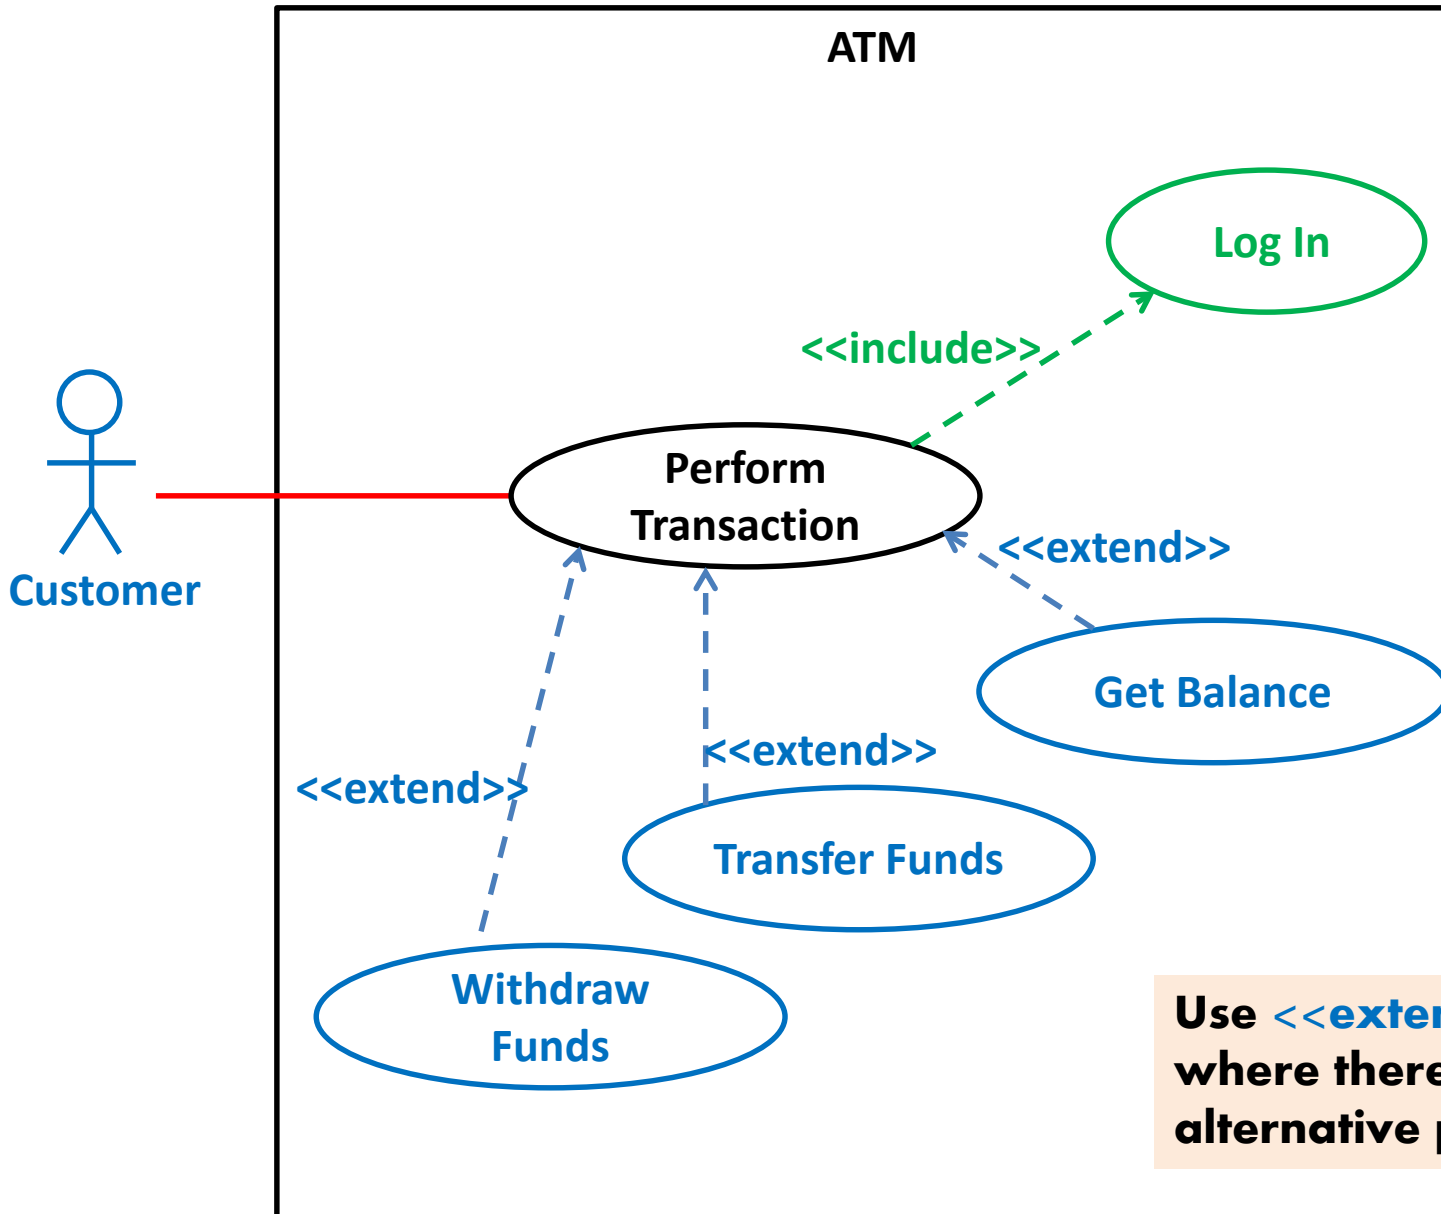 ATM
Log In
<<include>>
Perform
Transaction
<<extend>>
Customer
Get Balance
<<extend>>
<<extend>>
Transfer Funds
Withdraw
Funds
Use <<exten
where there
alternative p